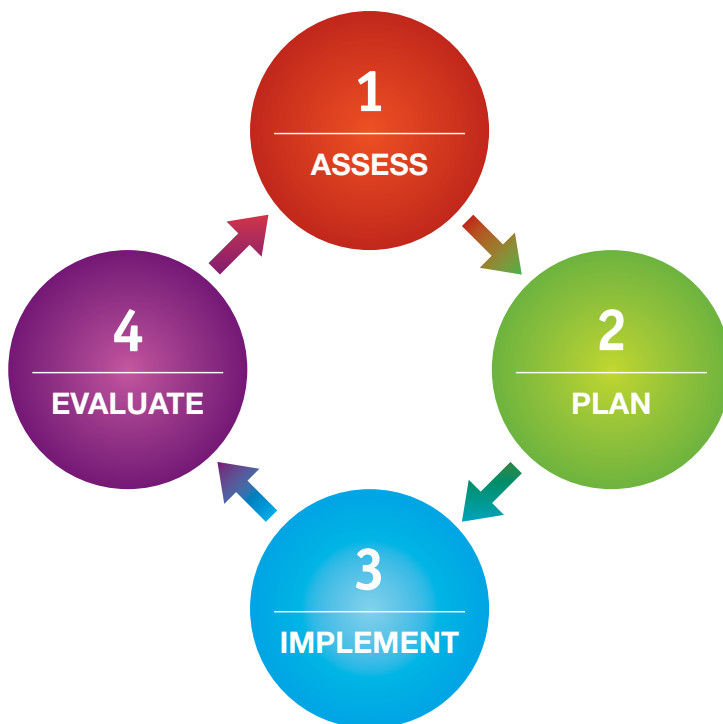 1
ASSESS
2
PLAN
3
IMPLEMENT
4
EVALUATE